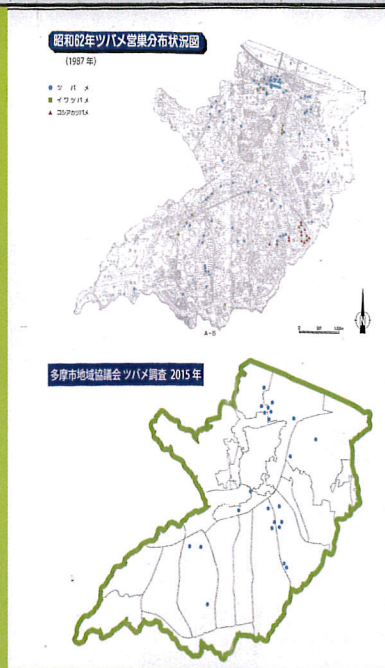 昭和62年ツバメ営巣分布状況図
(1987年)
ツバメ
イワツバメ
コシアカツバメ
A-B
N
多摩市地域協議会 ツバメ調査 2015年